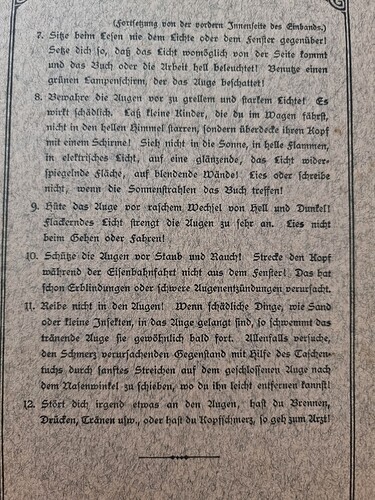 (Fortsetzung von der vordern Innenseite des Einbands.)
7. Sitze beim Lesen nie dem Lichte oder dem Fenster gegenüber!
Setze dich so, daß das Licht womöglich von der Seite kommt
und das Buch oder die Arbeit hell beleuchtet! Benutze einen
grünen Lampenschirm, der das Auge beschattet!
8. Bewahre die Augen vor zu grellem und starkem Lichte! Es
wirkt schädlich. Laß kleine Kinder, die du im Wagen fährst,
nicht in den hellen Himmel starren, sondern überdecke ihren Kopf
mit einem Schirme! Sieh nicht in die Sonne, in helle Flammen,
in elektrisches Licht, auf eine glänzende, das Licht wider-
spiegelnde Fläche, auf blendende Wände! Lies oder schreibe
nicht, wenn die Sonnenstrahlen das Buch treffen!
9. Hüte das Auge vor raschem Wechsel von Hell und Dunkel!
Flackerndes Licht strengt die Augen zu sehr an. Lies nicht
beim Gehen oder Fahren!
10. Schütze die Augen vor Staub und Rauch! Strecke den Kopf
während der Eisenbahnfahrt nicht aus dem Fenster! Das hat
schon Erblindungen oder schwere Augenentzündungen verursacht.
11. Reibe nicht in den Augen! Wenn schädliche Dinge, wie Sand
oder kleine Insekten, in das Auge gelangt sind, so schwemmt das
tränende Auge sie gewöhnlich bald fort. Allenfalls versuche,
den Schmerz verursachenden Gegenstand mit Hilfe des Taschen-
tuchs durch sanftes Streichen auf dem geschlossenen Auge nach
dem Nasenwinkel zu schieben, wo du ihn leicht entfernen kannst!
12. Stört dich irgend etwas an den Augen, hast du Brennen,
Drücken, Tränen usw., oder hast du Kopfschmerz, so geh zum Arzt!